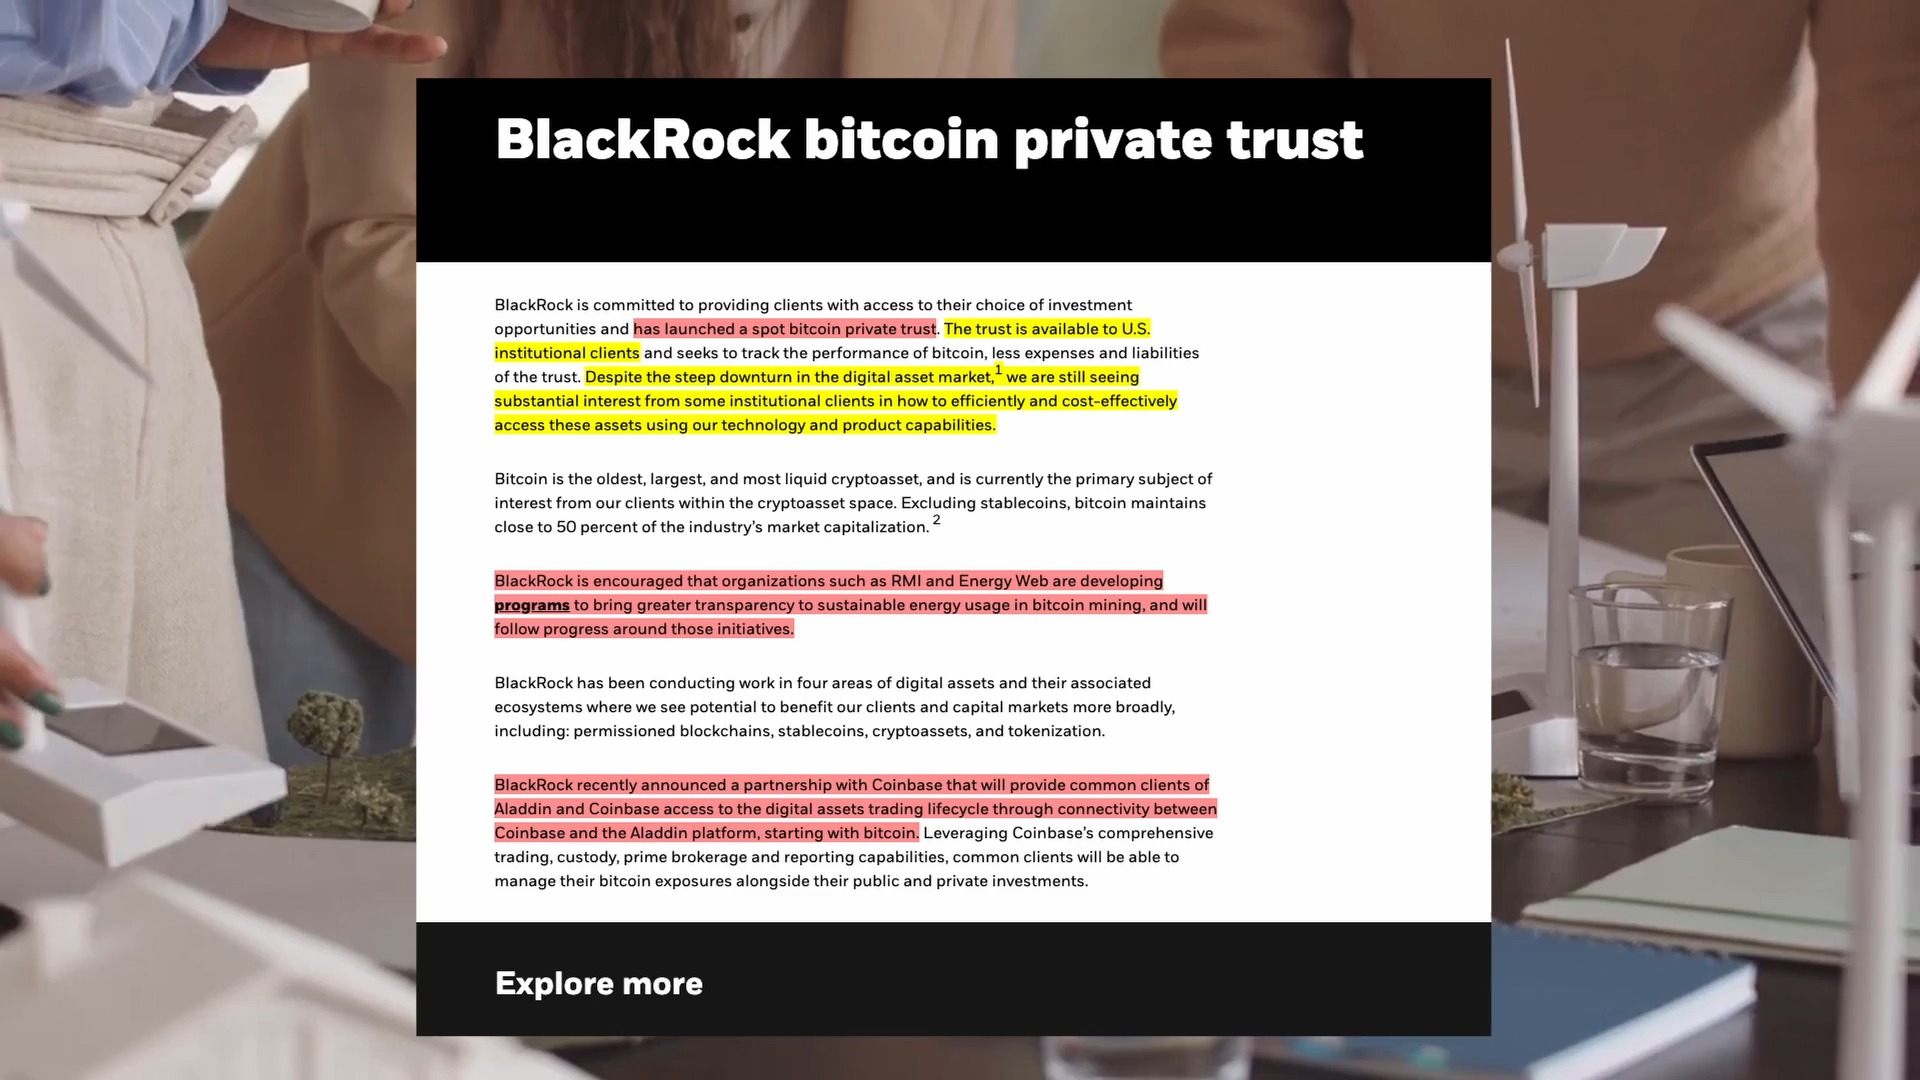 BlackRock bitcoin private trust
BlackRock is committed to providing clients with access to their choice of investment
opportunities and has launched a spot bitcoin private trust. The trust is available to U.S.
institutional clients and seeks to track the performance of bitcoin, less expenses and liabilities
of the trust. Despite the steep downturn in the digital asset market,1 we are still seeing
substantial interest from some institutional clients in how to efficiently and cost-effectively
access these assets using our technology and product capabilities.
Bitcoin is the oldest, largest, and most liquid cryptoasset, and is currently the primary subject of
interest from our clients within the cryptoasset space. Excluding stablecoins, bitcoin maintains
close to 50 percent of the industry’s market capitalization. 2
BlackRock is encouraged that organizations such as RMI and Energy Web are developing
programs to bring greater transparency to sustainable energy usage in bitcoin mining, and will
follow progress around those initiatives.
BlackRock has been conducting work in four areas of digital assets and their associated
ecosystems where we see potential to benefit our clients and capital markets more broadly,
including: permissioned blockchains, stablecoins, cryptoassets, and tokenization.
BlackRock recently announced a partnership with Coinbase that will provide common clients of
Aladdin and Coinbase access to the digital assets trading lifecycle through connectivity between
Coinbase and the Aladdin platform, starting with bitcoin. Leveraging Coinbase’s comprehensive
trading, custody, prime brokerage and reporting capabilities, common clients will be able to
manage their bitcoin exposures alongside their public and private investments.
Explore more